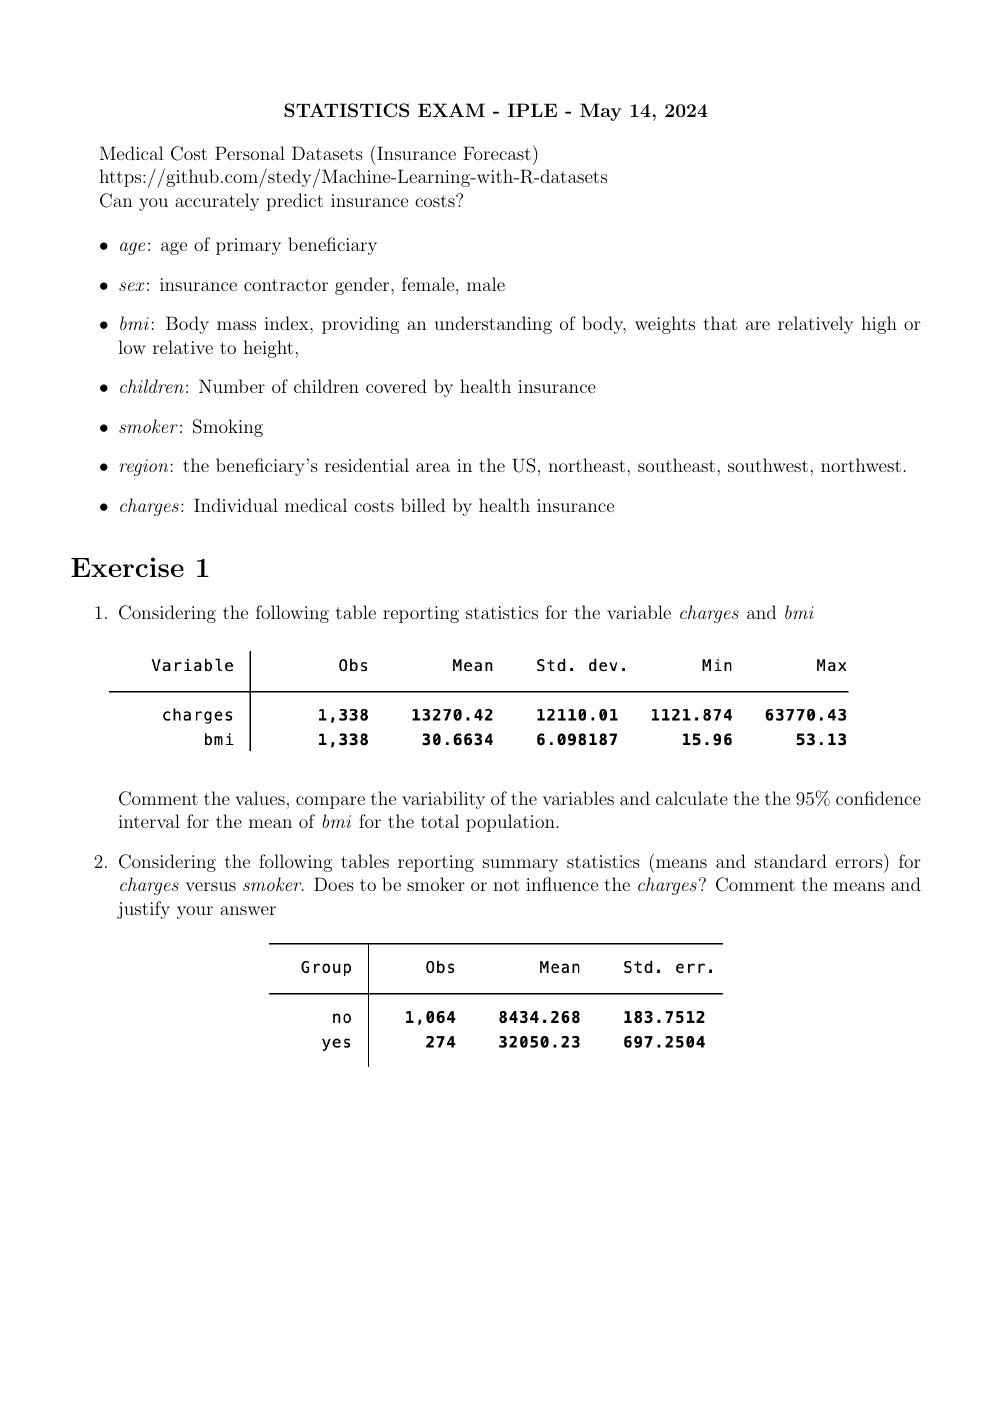 STATISTICS EXAM - IPLE - May 14, 2024
Medical Cost Personal Datasets (Insurance Forecast)
https://github.com/stedy/Machine-Learning-with-R-datasets
Can you accurately predict insurance costs?
• age: age of primary beneficiary
• sex: insurance contractor gender, female, male
• bmi: Body mass index, providing an understanding of body, weights that are relatively high or
low relative to height,
• children: Number of children covered by health insurance
• smoker: Smoking
• region: the beneficiary's residential area in the US, northeast, southeast, southwest, northwest.
• charges: Individual medical costs billed by health insurance
Exercise 1
1. Considering the following table reporting statistics for the variable charges and bmi
Variable Obs Mean Std. dev. Min Max
charges 1,338 13270.42 12110.01 1121.874 63770.43
bmi 1,338 30.6634 6.098187 15.96 53.13
Comment the values, compare the variability of the variables and calculate the the 95% confidence
interval for the mean of bmi for the total population.
2. Considering the following tables reporting summary statistics (means and standard errors) for
charges versus smoker. Does to be smoker or not influence the charges? Comment the means and
justify your answer
Group Obs Mean Std. err.
no 1,064 8434.268 183.7512
yes 274 32050.23 697.2504